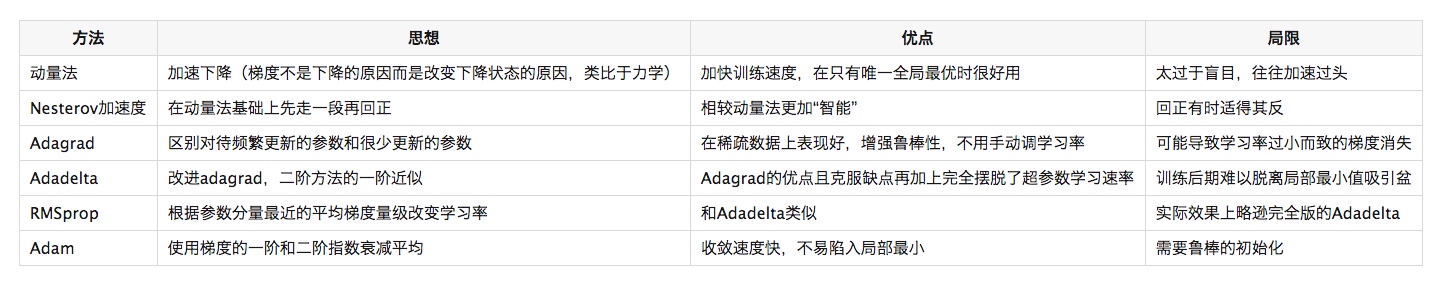 方法 思想 优点 局限
动量法 加速下降（梯度不是下降的原因而是改变下降状态的原因，类比于力学） 加快训练速度，在只有唯一全局最优时很好用 太过于盲目，往往加速过头
Nesterov加速度 在动量法基础上先走一段再回正 相较动量法更加“智能” 回正有时适得其反
Adagrad 区别对待频繁更新的参数和很少更新的参数 在稀疏数据上表现好，增强鲁棒性，不用手动调学习率 可能导致学习率过小而致的梯度消失
Adadelta 改进adagrad，二阶方法的一阶近似 Adagrad的优点且克服缺点再加上完全摆脱了超参数学习速率 训练后期难以脱离局部最小值吸引盆
RMSprop 根据参数分量最近的平均梯度量级改变学习率 和Adadelta类似 实际效果上略逊完全版的Adadelta
Adam 使用梯度的一阶和二阶指数衰减平均 收敛速度快，不易陷入局部最小 需要鲁棒的初始化